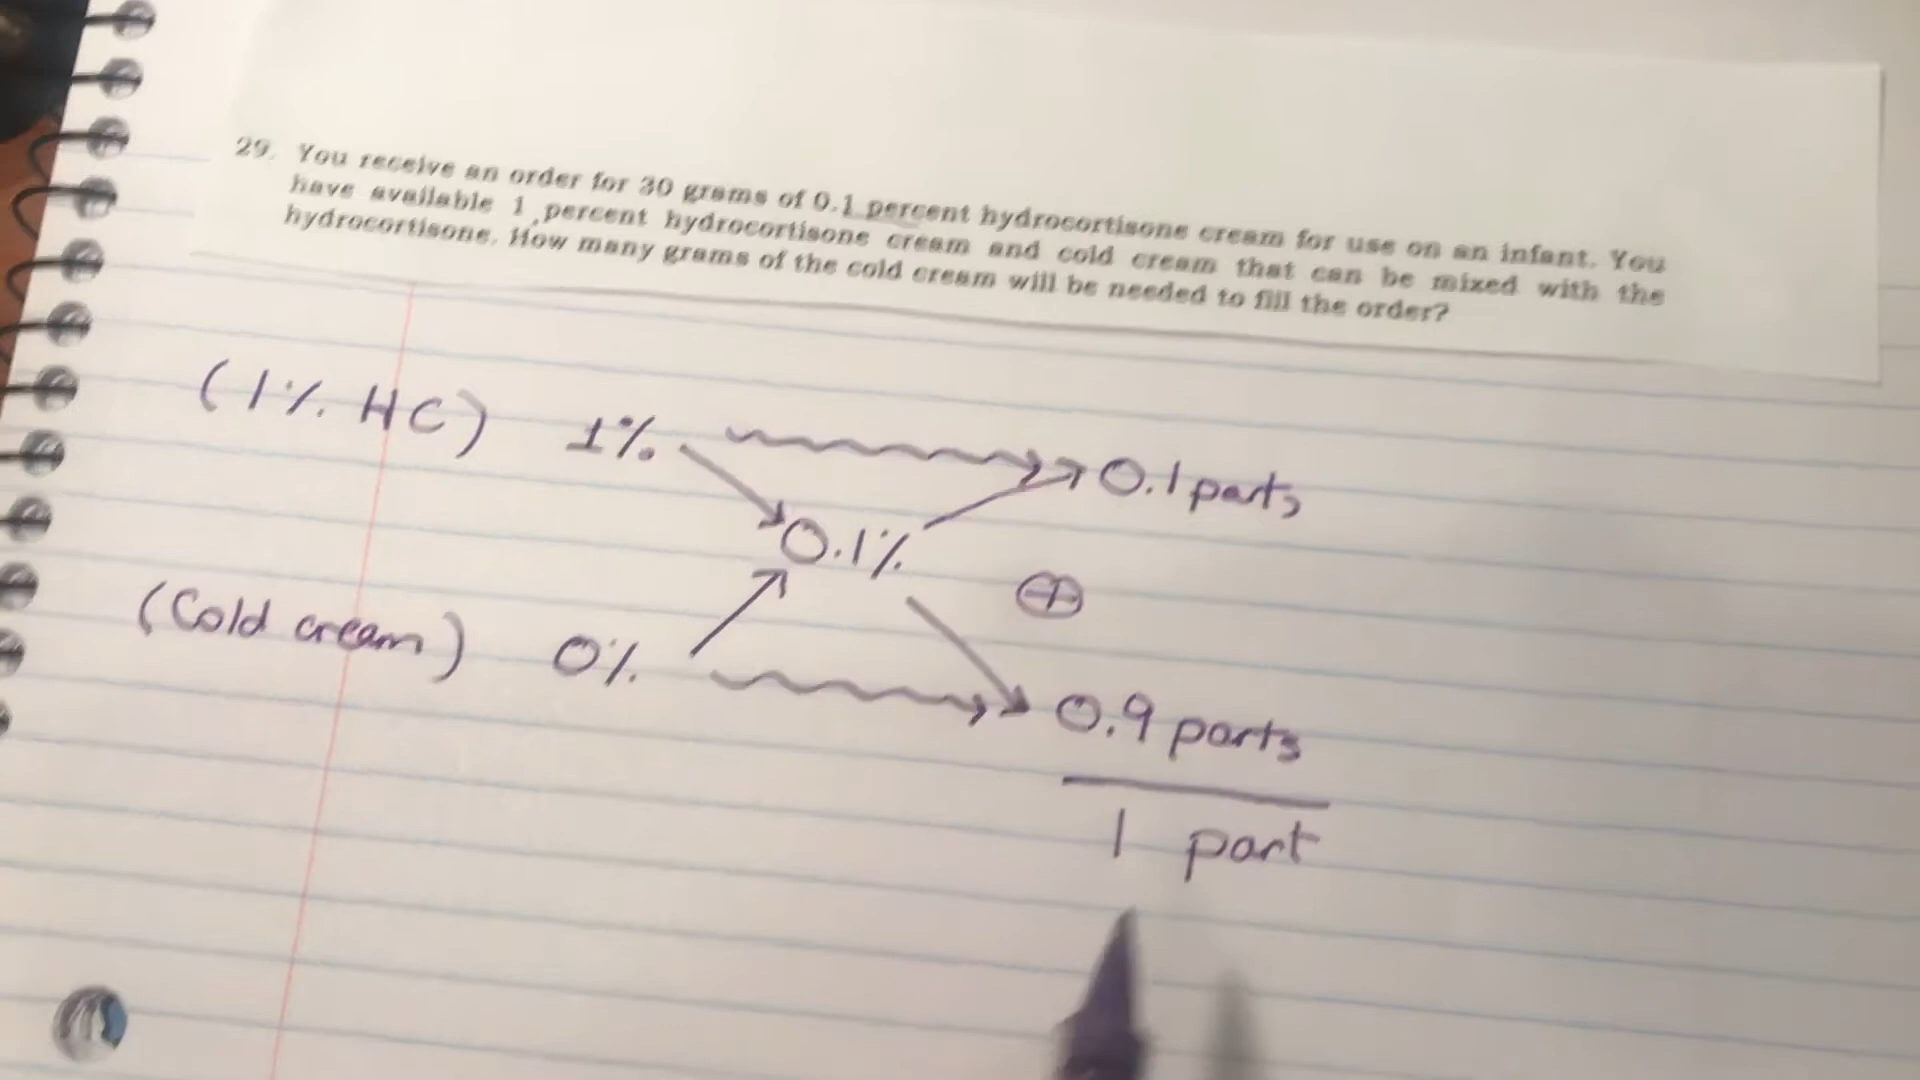 29. You receive an order for 30 grams of 0.1 percent hydrocortisone cream for use on an infant. You
have available 1 percent hydrocortisone cream and cold cream that can be mixed with the
hydrocortisone. How many grams of the cold cream will be needed to fill the order?
(1% HC) 1% 0.1 parts
0.1%
+
(Cold cream) 0% 0.9 parts
1 part